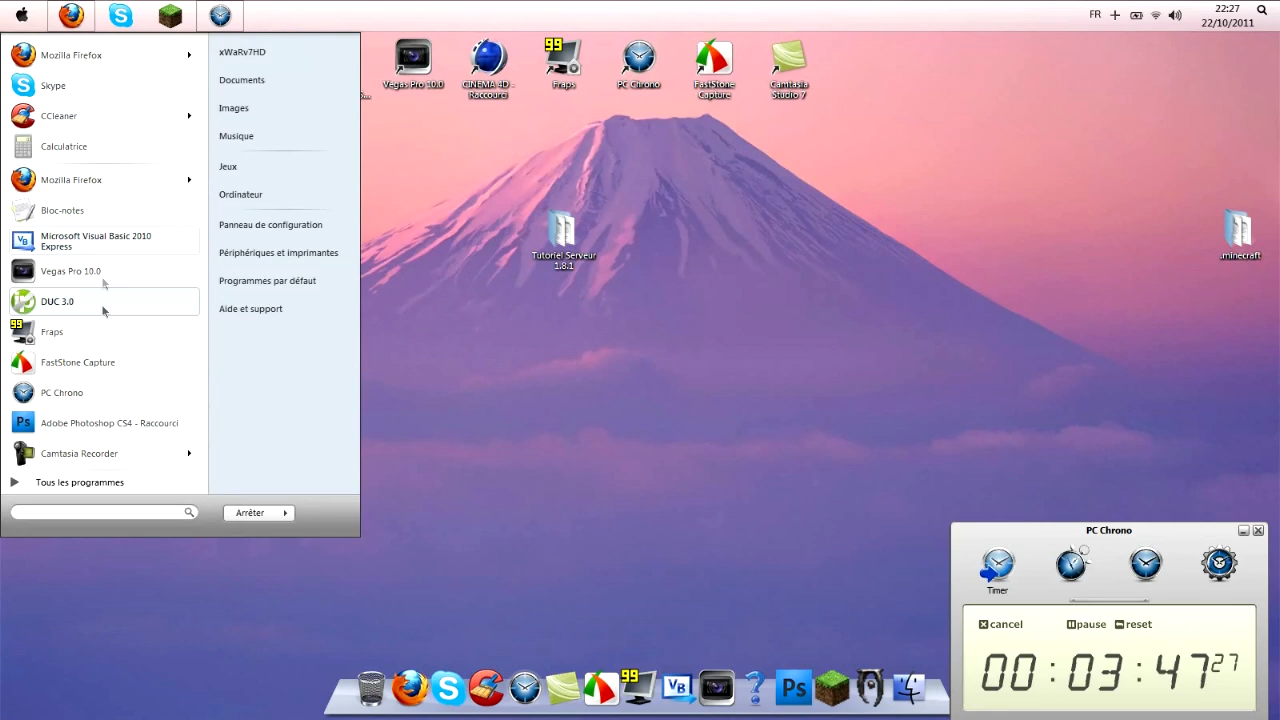 FR
22:27
22/10/2011
Mozilla Firefox
Skype
CCleaner
Calculatrice
Mozilla Firefox
Bloc-notes
Microsoft Visual Basic 2010
Express
Vegas Pro 10.0
DUC 3.0
Fraps
FastStone Capture
PC Chrono
Adobe Photoshop CS4 - Raccourci
Camtasia Recorder
Tous les programmes
xWaRv7HD
Documents
Images
Musique
Jeux
Ordinateur
Panneau de configuration
Périphériques et imprimantes
Programmes par défaut
Aide et support
Arrêter
Vegas Pro 10.0
CINEMA 4D -
Raccourci
99
Fraps
PC Chrono
FastStone
Capture
Camtasia
Studio 7
Tutoriel Serveur
1.8.1
.minecraft
PC Chrono
Timer
cancel
pause
reset
00:03:47 27
99
VB
Ps